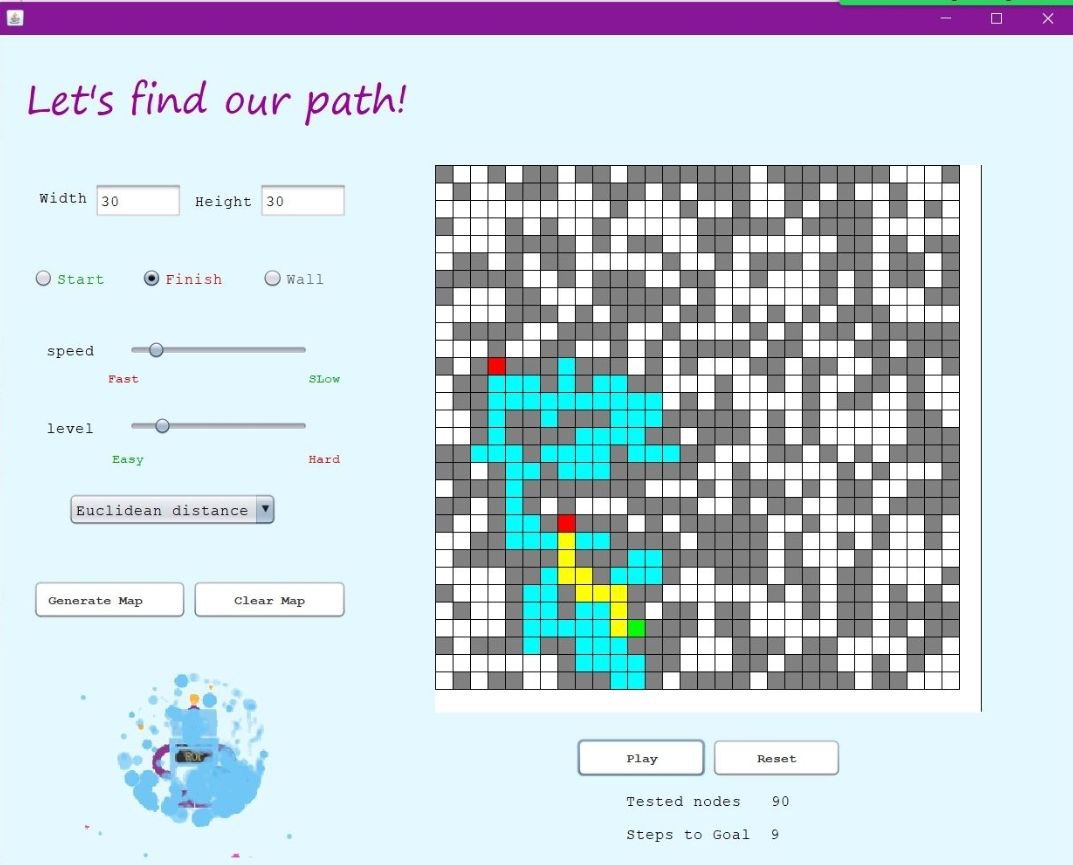 Let's find our path!
Width 30 Height 30
Start Finish Wall
speed
Fast SLow
level
Easy Hard
Euclidean distance
Generate Map Clear Map
Play Reset
Tested nodes 90
Steps to Goal 9